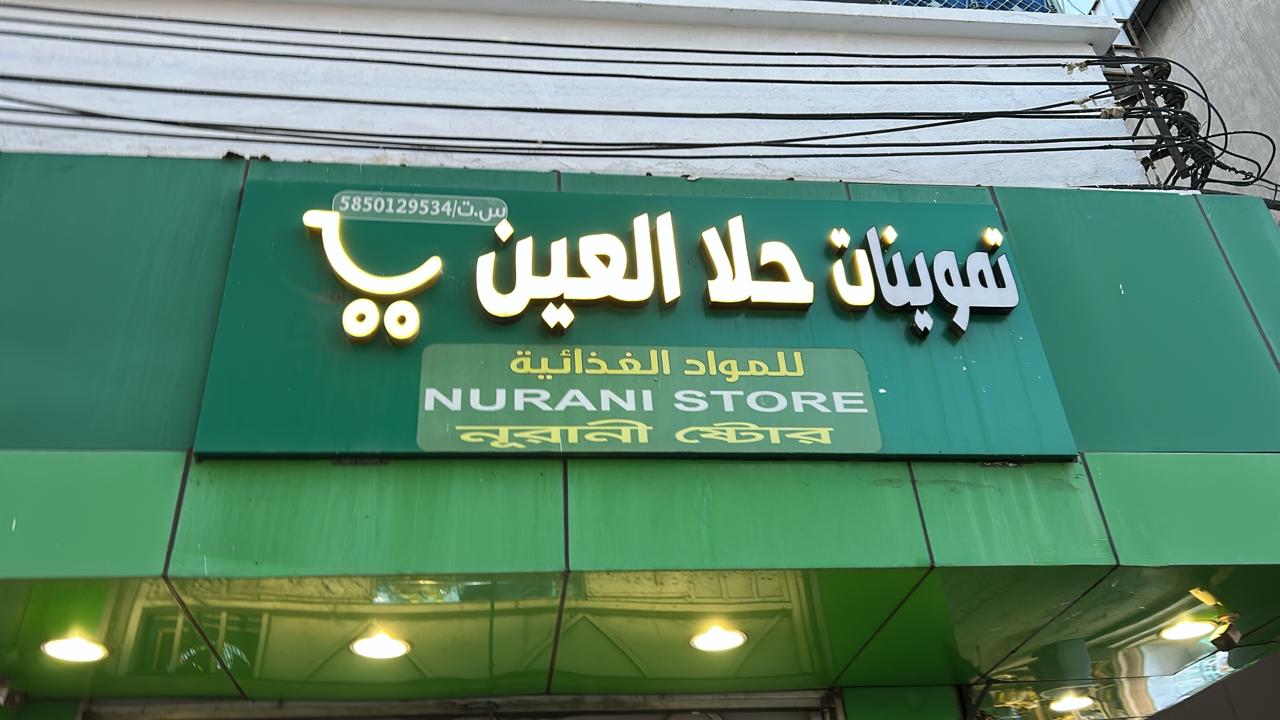 س.ت/5850129534
تموينات حلا العين
للمواد الغذائية
NURANI STORE
নূরানী ষ্টোর